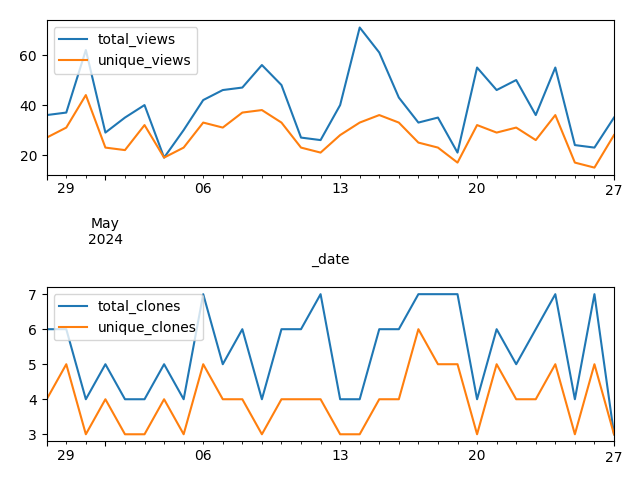 total_views
unique_views
60
40
20
29 06 13 20 27
May
2024
_date
total_clones
unique_clones
7
6
5
4
3
29 06 13 20 27